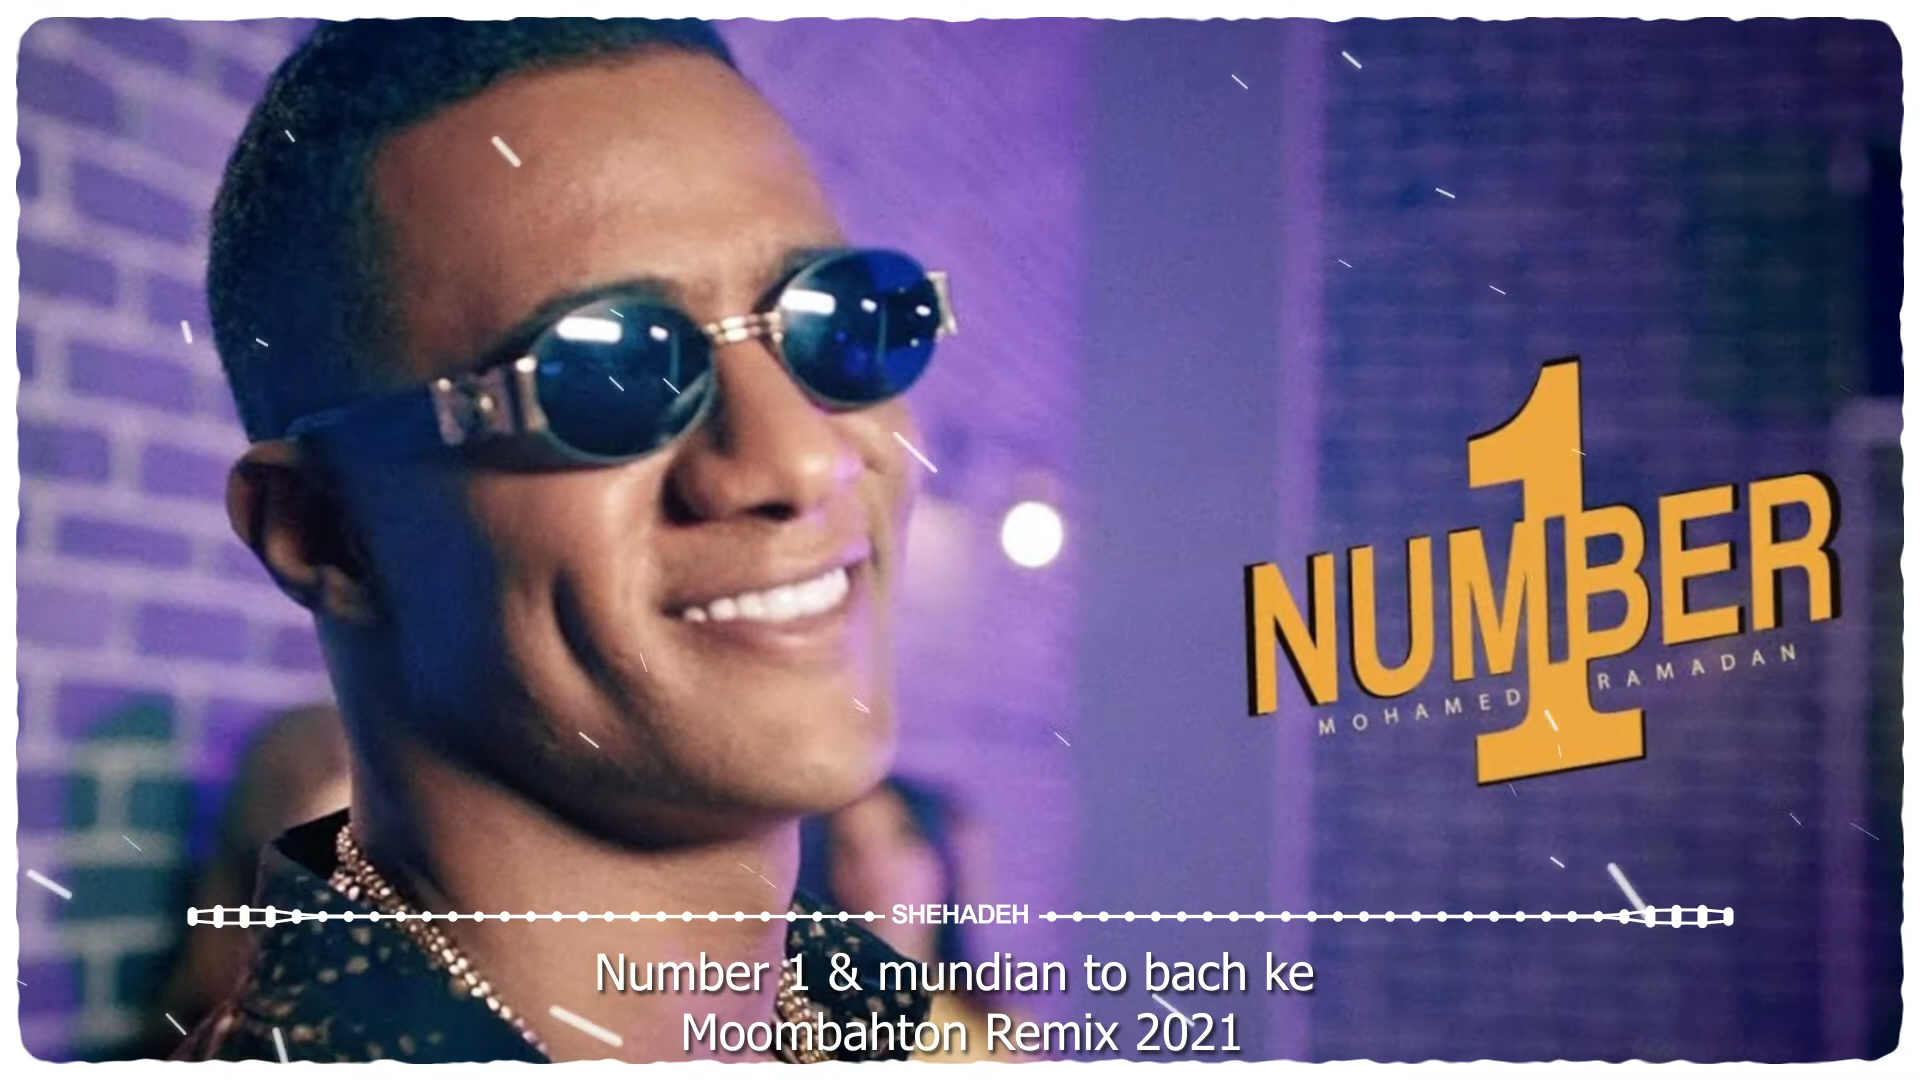 1
NUMBER
MOHAMED RAMADAN
SHEHADEH
Number 1 & mundian to bach ke
Moombahton Remix 2021